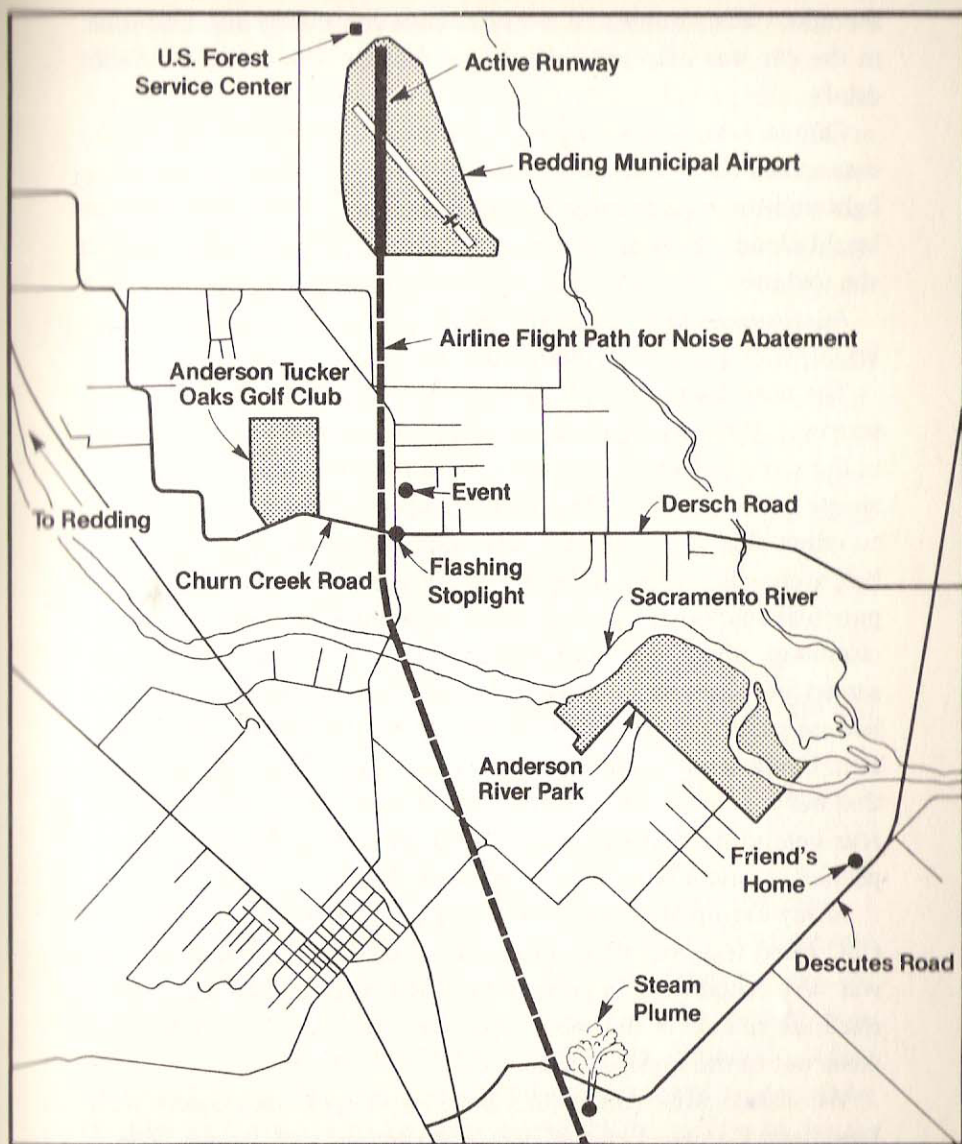 U.S. Forest
Service Center
Active Runway
Redding Municipal Airport
Airline Flight Path for Noise Abatement
Anderson Tucker
Oaks Golf Club
Event
To Redding
Dersch Road
Churn Creek Road
Flashing
Stoplight
Sacramento River
Anderson
River Park
Friend's
Home
Descutes Road
Steam
Plume